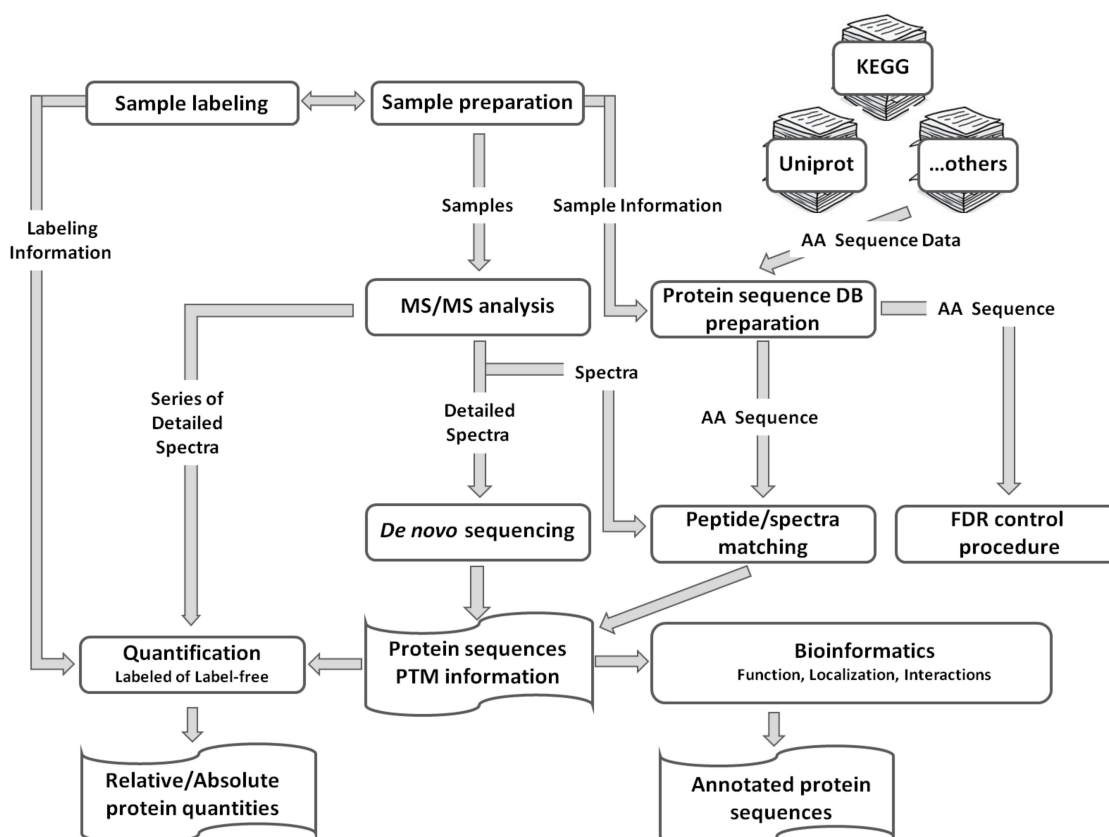 KEGG
Sample labeling
Sample preparation
Uniprot
...others
Samples
Sample Information
Labeling
Information
AA Sequence Data
MS/MS analysis
Protein sequence DB
preparation
AA Sequence
Spectra
Series of
Detailed
Spectra
Detailed
Spectra
AA Sequence
De novo sequencing
Peptide/spectra
matching
FDR control
procedure
Quantification
Labeled of Label-free
Protein sequences
PTM information
Bioinformatics
Function, Localization, Interactions
Relative/Absolute
protein quantities
Annotated protein
sequences